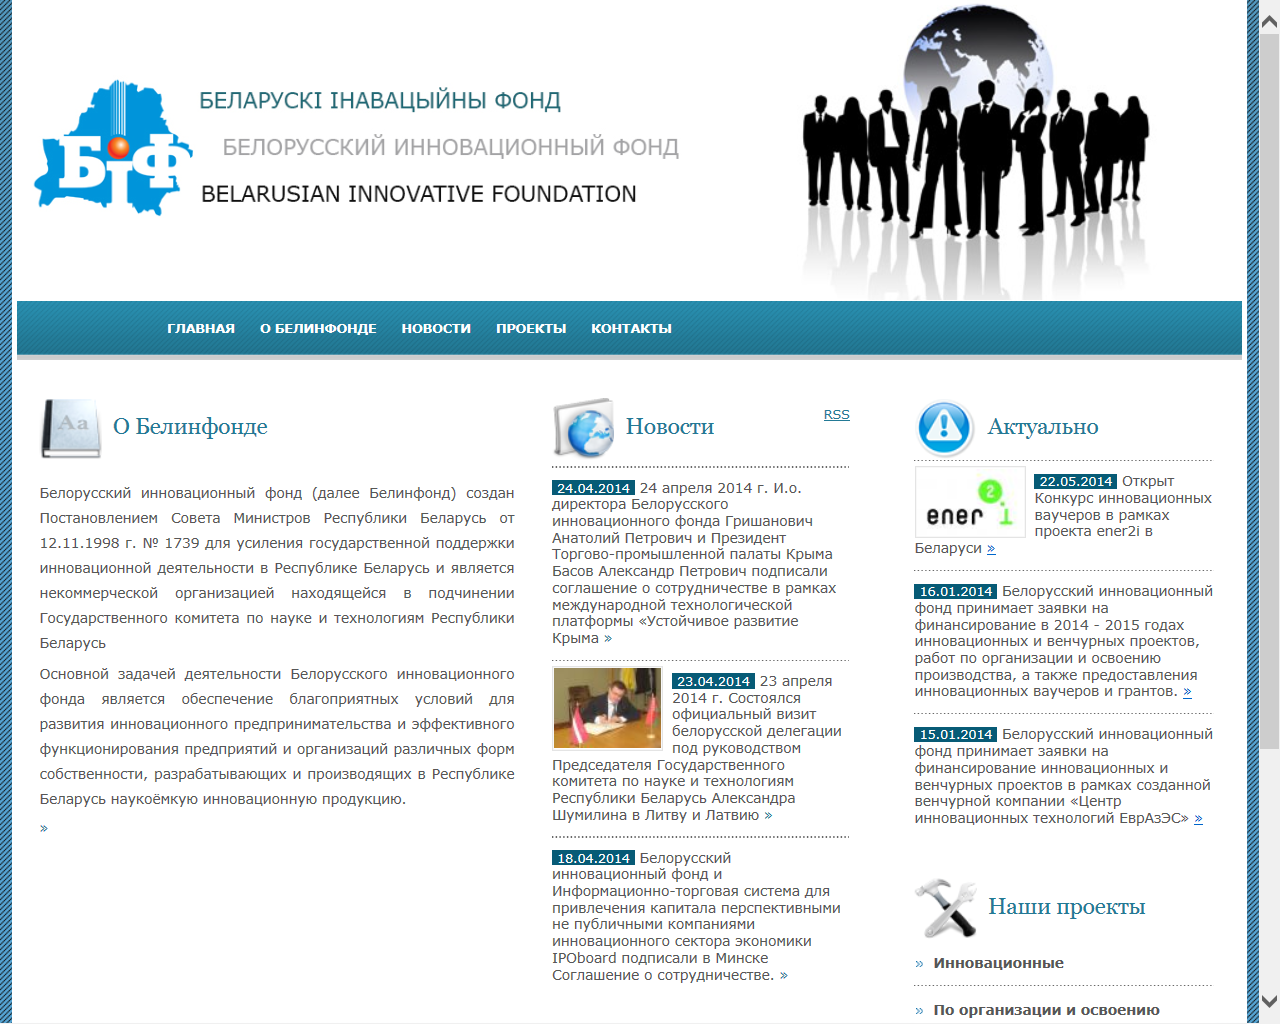 БЕЛАРУСКІ ІНАВАЦЫЙНЫ ФОНД
БЕЛОРУССКИЙ ИННОВАЦИОННЫЙ ФОНД
BELARUSIAN INNOVATIVE FOUNDATION
БІФ
ГЛАВНАЯ О БЕЛИНФОНДЕ НОВОСТИ ПРОЕКТЫ КОНТАКТЫ
Aa
О Белинфонде
Белорусский инновационный фонд (далее Белинфонд) создан
Постановлением Совета Министров Республики Беларусь от
12.11.1998 г. № 1739 для усиления государственной поддержки
инновационной деятельности в Республике Беларусь и является
некоммерческой организацией находящейся в подчинении
Государственного комитета по науке и технологиям Республики
Беларусь
Основной задачей деятельности Белорусского инновационного
фонда является обеспечение благоприятных условий для
развития инновационного предпринимательства и эффективного
функционирования предприятий и организаций различных форм
собственности, разрабатывающих и производящих в Республике
Беларусь наукоёмкую инновационную продукцию.
»
Новости
RSS
24.04.2014 24 апреля 2014 г. И.о.
директора Белорусского
инновационного фонда Гришанович
Анатолий Петрович и Президент
Торгово-промышленной палаты Крыма
Басов Александр Петрович подписали
соглашение о сотрудничестве в рамках
международной технологической
платформы «Устойчивое развитие
Крыма »
23.04.2014 23 апреля
2014 г. Состоялся
официальный визит
белорусской делегации
под руководством
Председателя Государственного
комитета по науке и технологиям
Республики Беларусь Александра
Шумилина в Литву и Латвию »
18.04.2014 Белорусский
инновационный фонд и
Информационно-торговая система для
привлечения капитала перспективными
не публичными компаниями
инновационного сектора экономики
IPOboard подписали в Минске
Соглашение о сотрудничестве. »
Актуально
ener2i
22.05.2014 Открыт
Конкурс инновационных
ваучеров в рамках
проекта ener2i в
Беларуси »
16.01.2014 Белорусский инновационный
фонд принимает заявки на
финансирование в 2014 - 2015 годах
инновационных и венчурных проектов,
работ по организации и освоению
производства, а также предоставления
инновационных ваучеров и грантов. »
15.01.2014 Белорусский инновационный
фонд принимает заявки на
финансирование инновационных и
венчурных проектов в рамках созданной
венчурной компании «Центр
инновационных технологий ЕврАзЭС» »
Наши проекты
» Инновационные
» По организации и освоению